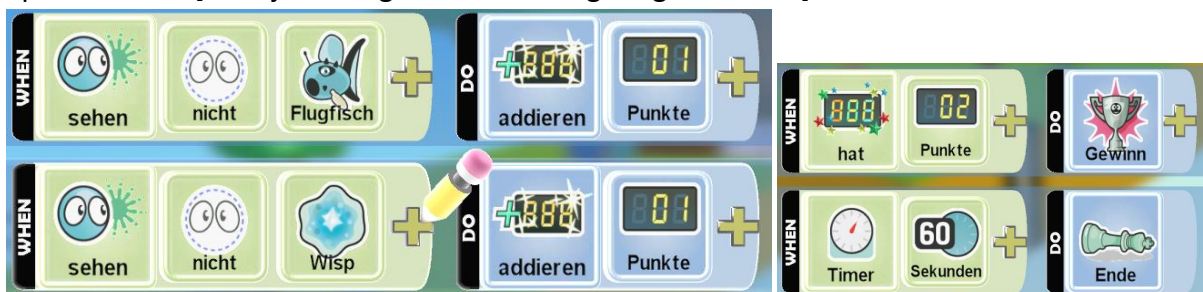 WHEN sehen nicht Flugfisch DO addieren 01 Punkte
WHEN sehen nicht Wisp DO addieren 01 Punkte
WHEN hat 02 Punkte DO Gewinn
WHEN Timer 60 Sekunden DO Ende